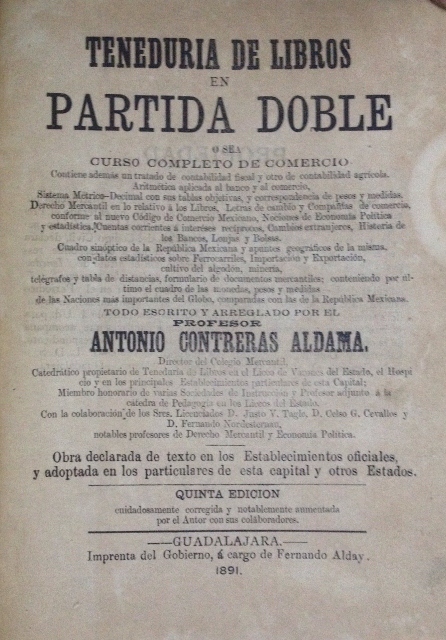 TENEDURIA DE LIBROS
EN
PARTIDA DOBLE
O SEA
CURSO COMPLETO DE COMERCIO
Contiene además un tratado de contabilidad fiscal y otro de contabilidad agrícola.
Aritmética aplicada al banco y al comercio,
Sistema Métrico-Decimal con sus tablas objetivas, y correspondencia de pesos y medidas.
Derecho Mercantil en lo relativo á los Libros, Letras de cambio y Compañías de comercio,
conforme al nuevo Código de Comercio Mexicano, Nociones de Economía Política
y estadística, Cuentas corrientes á intereses recíprocos, Cambios extranjeros, Historia de
los Bancos, Lonjas y Bolsas.
Cuadro sinóptico de la República Mexicana y apuntes geográficos de la misma,
con datos estadísticos sobre Ferrocarriles, Importación y Exportación,
cultivo del algodon, minería,
telégrafos y tabla de distancias, formulario de documentos mercantiles; conteniendo por úl-
timo el cuadro de las monedas, pesos y medidas
de las Naciones más importantes del Globo, comparadas con las de la República Mexicana.
TODO ESCRITO Y ARREGLADO POR EL
PROFESOR
ANTONIO CONTRERAS ALDAMA.
Director del Colegio Mercantil,
Catedrático propietario de Teneduría de Libros en el Liceo de Varones del Estado, el Hospi
cio y en los principales Establecimientos particulares de esta Capital;
Miembro honorario de varias Sociedades de Instruccion y Profesor adjunto á la
catedra de Pedagogía en los Liceos del Estado.
Con la colaboración de los Sres. Licenciados D. Justo V. Tagle, D. Celso G. Cevallos y
D. Fernando Nordesternau,
notables profesores de Derecho Mercantil y Economía Política.
Obra declarada de texto en los Establecimientos oficiales,
y adoptada en los particulares de esta capital y otros Estados.
QUINTA EDICION
cuidadosamente corregida y notablemente aumentada
por el Autor con sus colaboradores.
GUADALAJARA.
Imprenta del Gobierno, á cargo de Fernando Alday.
1891.